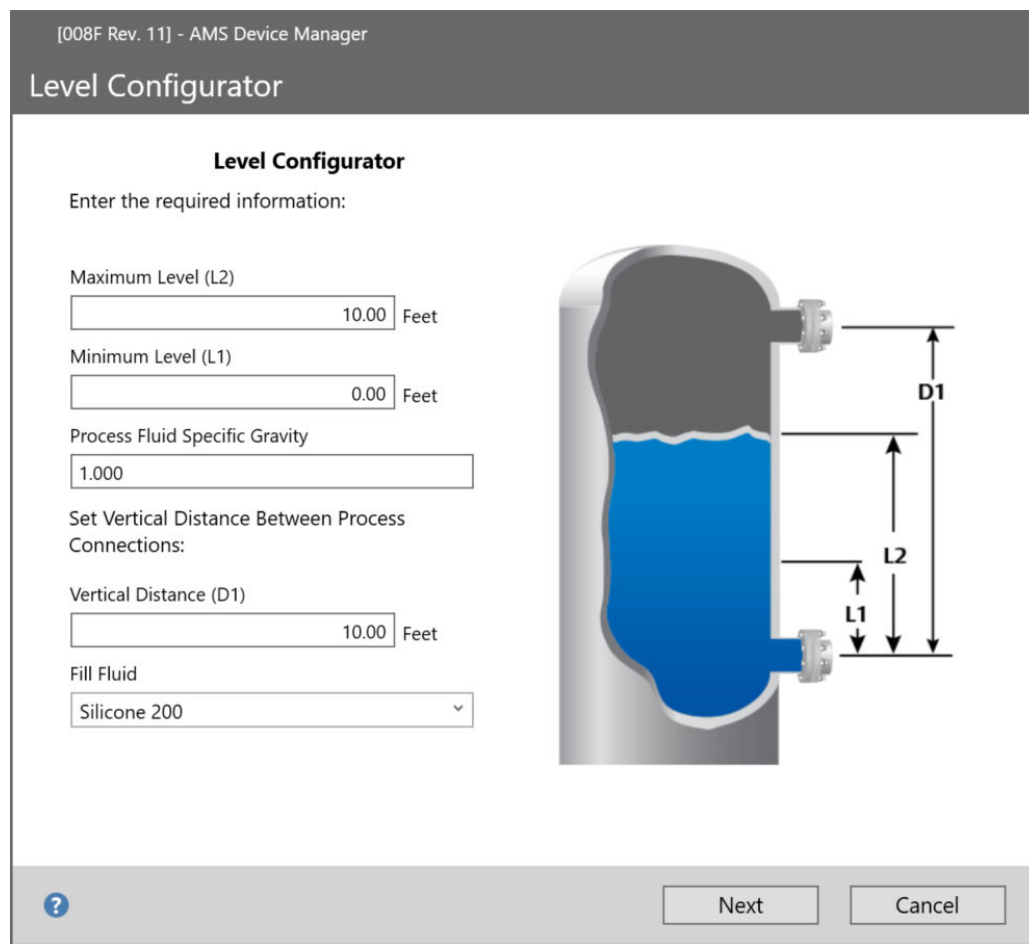 [008F Rev. 11] - AMS Device Manager
Level Configurator
Level Configurator
Enter the required information:
Maximum Level (L2)
10.00 Feet
Minimum Level (L1)
0.00 Feet
Process Fluid Specific Gravity
1.000
Set Vertical Distance Between Process
Connections:
Vertical Distance (D1)
10.00 Feet
Fill Fluid
Silicone 200
D1
L2
L1
?
Next
Cancel